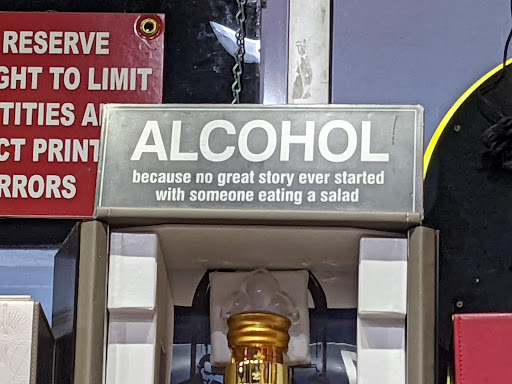 RESERVE
GHT TO LIMIT
TITIES A
CT PRINT
RRORS
ALCOHOL
because no great story ever started
with someone eating a salad